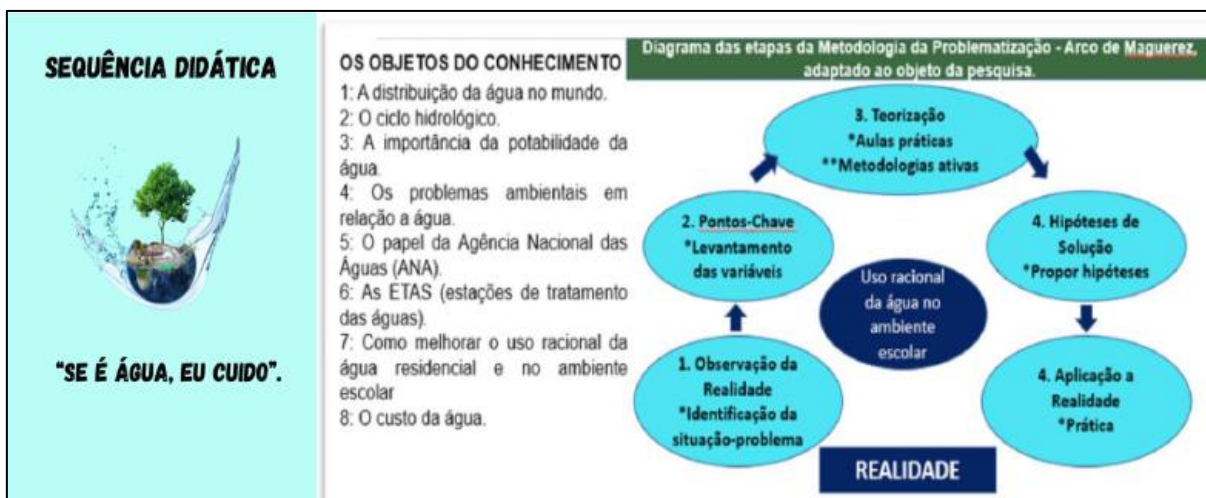 SEQUÊNCIA DIDÁTICA
"SE É ÁGUA, EU CUIDO".
OS OBJETOS DO CONHECIMENTO
1: A distribuição da água no mundo.
2: O ciclo hidrológico.
3: A importância da potabilidade da
água.
4: Os problemas ambientais em
relação a água.
5: O papel da Agência Nacional das
Águas (ANA).
6: As ETAS (estações de tratamento
das águas).
7: Como melhorar o uso racional da
água residencial e no ambiente
escolar
8: O custo da água.
Diagrama das etapas da Metodologia da Problematização - Arco de Maguerez,
adaptado ao objeto da pesquisa.
1. Observação da
Realidade
*Identificação da
situação-problema
2. Pontos-Chave
*Levantamento
das variáveis
3. Teorização
*Aulas práticas
**Metodologias ativas
4. Hipóteses de
Solução
*Propor hipóteses
4. Aplicação a
Realidade
*Prática
Uso racional
da água no
ambiente
escolar
REALIDADE